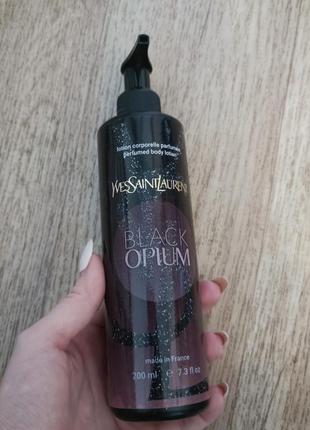 lotion corporelle parfumée
perfumed body lotion
YVESSAINTLAURENT
BLACK
OPIUM
made in France
200 ml e 7.3 fl oz